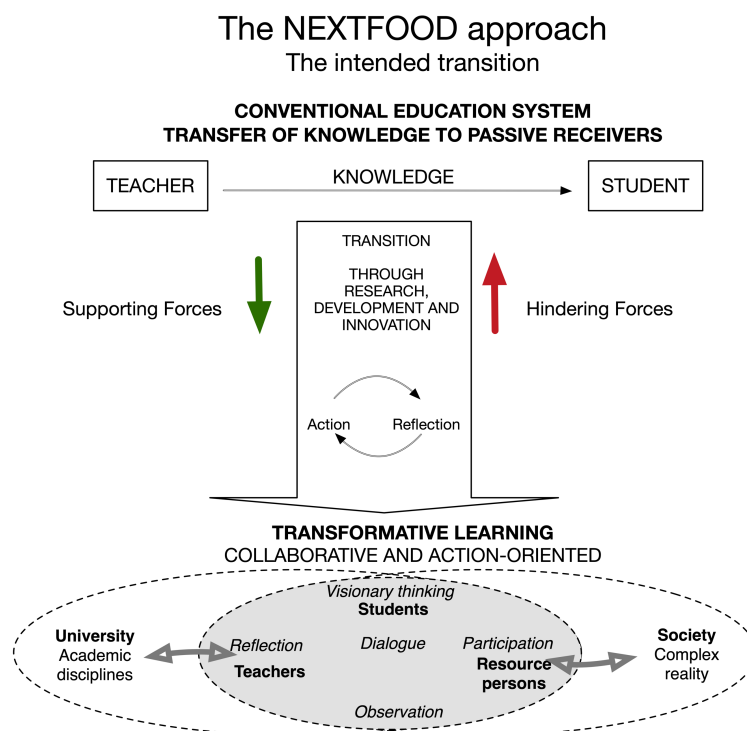 The NEXTFOOD approach
The intended transition
CONVENTIONAL EDUCATION SYSTEM
TRANSFER OF KNOWLEDGE TO PASSIVE RECEIVERS
TEACHER
KNOWLEDGE
STUDENT
TRANSITION
THROUGH
RESEARCH,
DEVELOPMENT AND
INNOVATION
Supporting Forces
Hindering Forces
Action
Reflection
TRANSFORMATIVE LEARNING
COLLABORATIVE AND ACTION-ORIENTED
Visionary thinking
Students
University
Academic
disciplines
Reflection
Teachers
Dialogue
Participation
Resource
persons
Society
Complex
reality
Observation